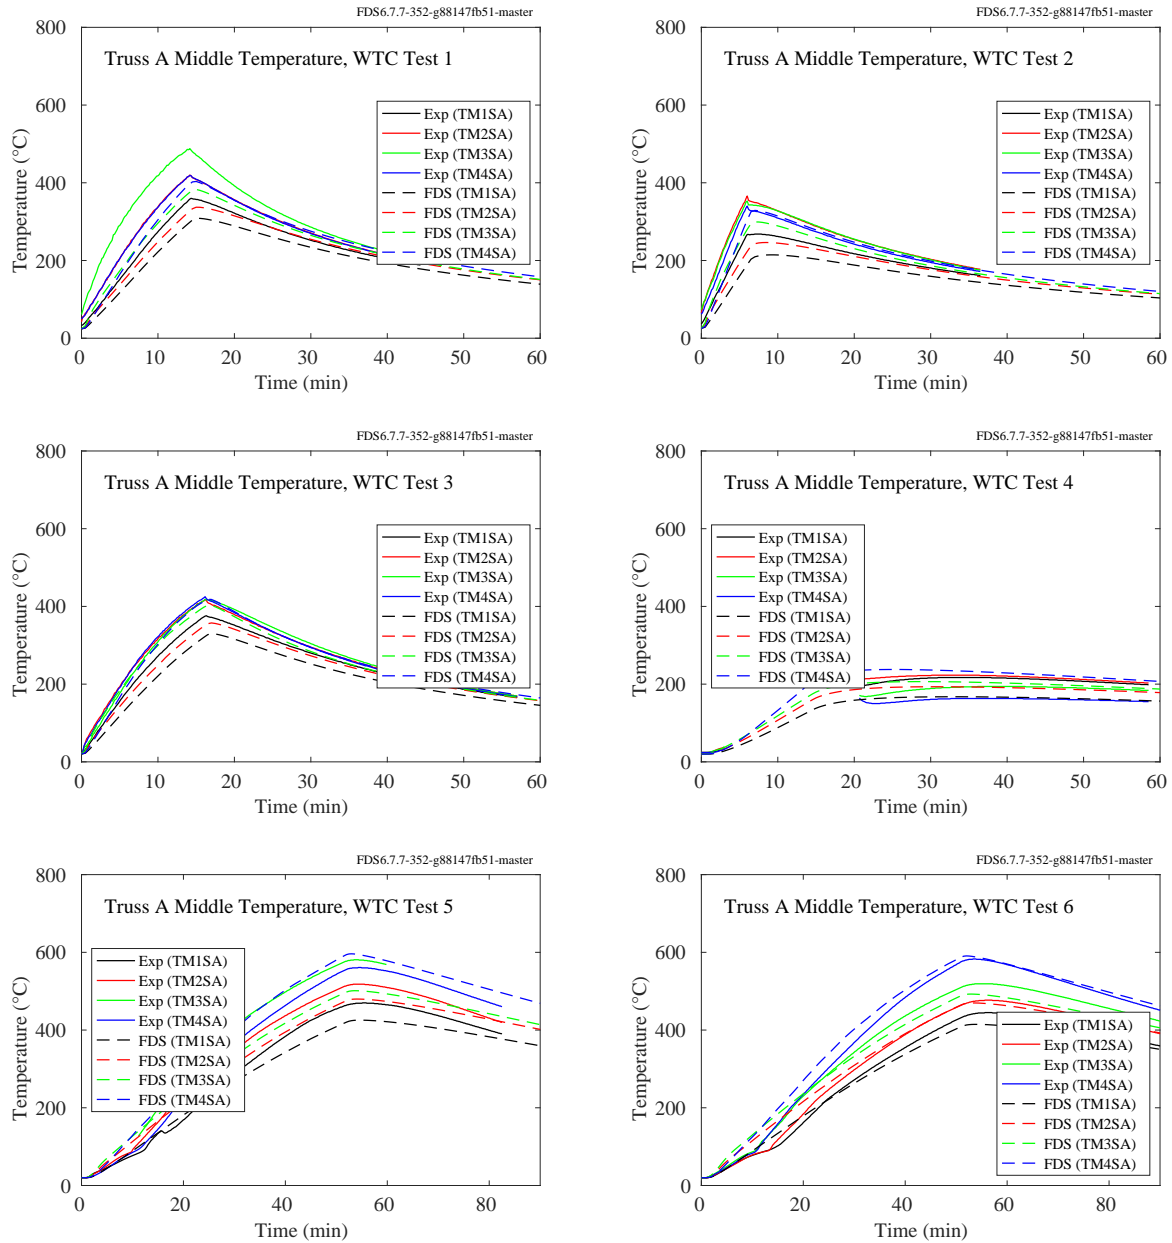 FDS6.7.7-352-g88147fb51-master
Truss A Middle Temperature, WTC Test 1
Temperature (°C)
800
600
400
200
0
Exp (TM1SA)
Exp (TM2SA)
Exp (TM3SA)
Exp (TM4SA)
FDS (TM1SA)
FDS (TM2SA)
FDS (TM3SA)
FDS (TM4SA)
0 10 20 30 40 50 60
Time (min)
FDS6.7.7-352-g88147fb51-master
Truss A Middle Temperature, WTC Test 2
Temperature (°C)
800
600
400
200
0
Exp (TM1SA)
Exp (TM2SA)
Exp (TM3SA)
Exp (TM4SA)
FDS (TM1SA)
FDS (TM2SA)
FDS (TM3SA)
FDS (TM4SA)
0 10 20 30 40 50 60
Time (min)
FDS6.7.7-352-g88147fb51-master
Truss A Middle Temperature, WTC Test 3
Temperature (°C)
800
600
400
200
0
Exp (TM1SA)
Exp (TM2SA)
Exp (TM3SA)
Exp (TM4SA)
FDS (TM1SA)
FDS (TM2SA)
FDS (TM3SA)
FDS (TM4SA)
0 10 20 30 40 50 60
Time (min)
FDS6.7.7-352-g88147fb51-master
Truss A Middle Temperature, WTC Test 4
Temperature (°C)
800
600
400
200
0
Exp (TM1SA)
Exp (TM2SA)
Exp (TM3SA)
Exp (TM4SA)
FDS (TM1SA)
FDS (TM2SA)
FDS (TM3SA)
FDS (TM4SA)
0 10 20 30 40 50 60
Time (min)
FDS6.7.7-352-g88147fb51-master
Truss A Middle Temperature, WTC Test 5
Temperature (°C)
800
600
400
200
0
Exp (TM1SA)
Exp (TM2SA)
Exp (TM3SA)
Exp (TM4SA)
FDS (TM1SA)
FDS (TM2SA)
FDS (TM3SA)
FDS (TM4SA)
0 20 40 60 80
Time (min)
FDS6.7.7-352-g88147fb51-master
Truss A Middle Temperature, WTC Test 6
Temperature (°C)
800
600
400
200
0
Exp (TM1SA)
Exp (TM2SA)
Exp (TM3SA)
Exp (TM4SA)
FDS (TM1SA)
FDS (TM2SA)
FDS (TM3SA)
FDS (TM4SA)
0 20 40 60 80
Time (min)